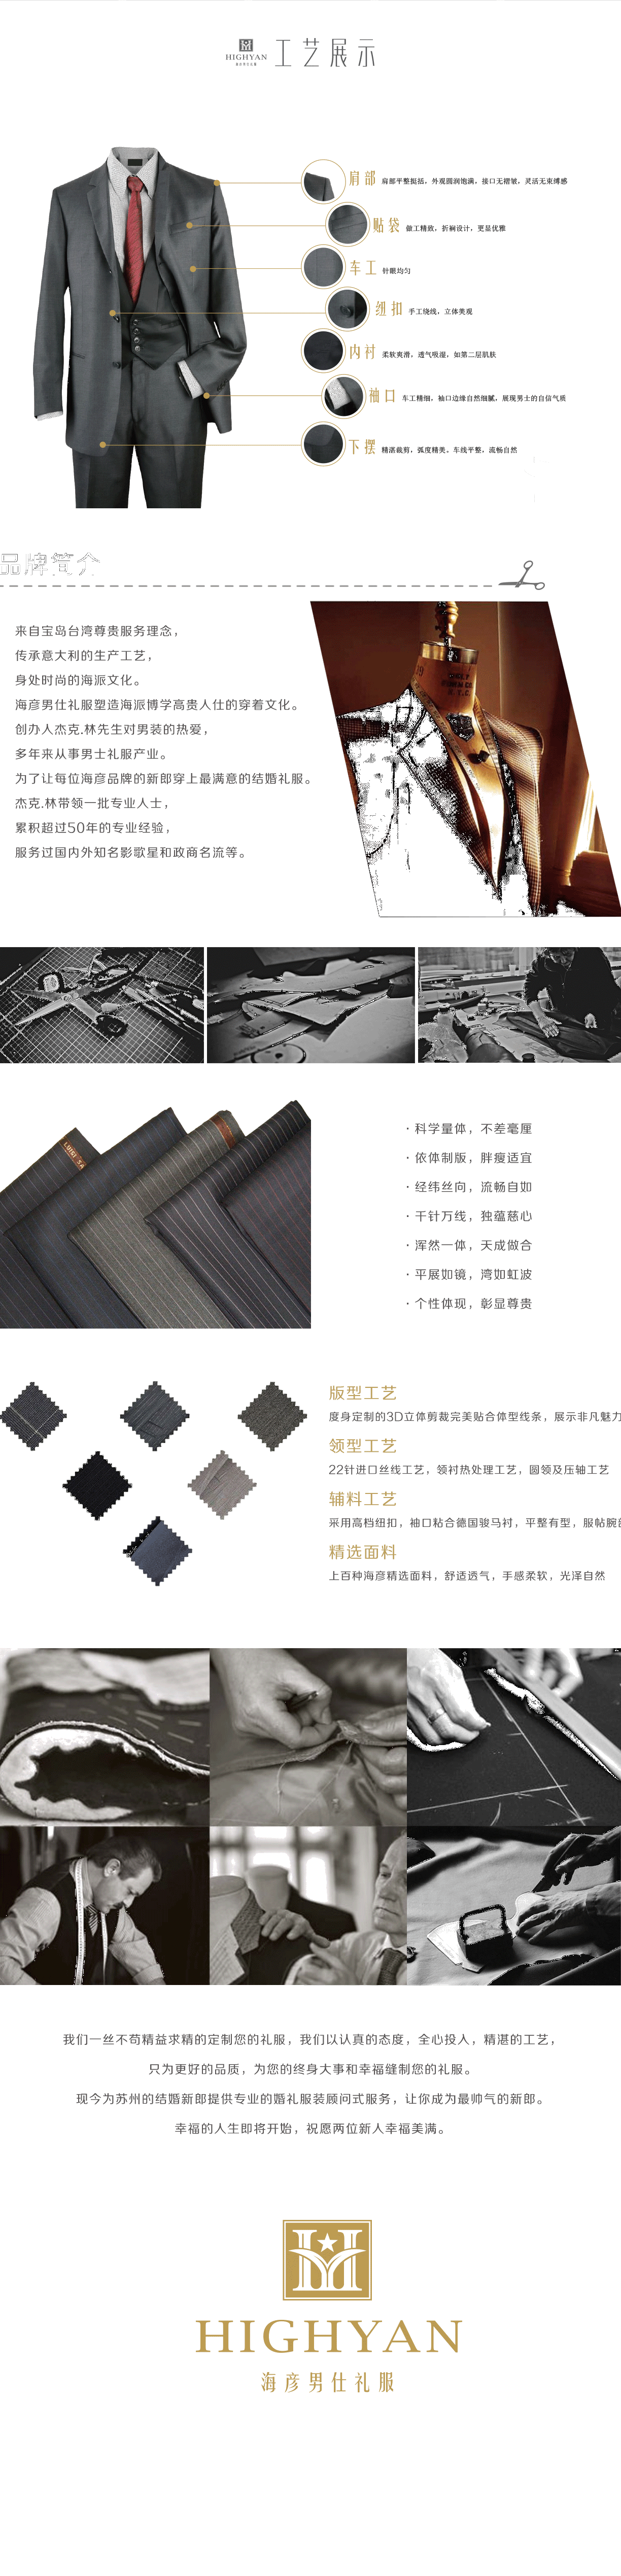 HIGHYAN
海彦男仕礼服
工艺展示
肩部 肩部平整挺括，外观圆润饱满，接口无褶皱，灵活无束缚感
贴袋 做工精致，折裥设计，更显优雅
车工 针眼均匀
纽扣 手工绕线，立体美观
内衬 柔软爽滑，透气吸湿，如第二层肌肤
袖口 车工精细，袖口边缘自然细腻，展现男士的自信气质
下摆 精湛裁剪，弧度精美、车线平整，流畅自然
品牌简介
来自宝岛台湾尊贵服务理念，
传承意大利的生产工艺，
身处时尚的海派文化。
海彦男仕礼服塑造海派博学高贵人仕的穿着文化。
创办人杰克.林先生对男装的热爱，
多年来从事男士礼服产业。
为了让每位海彦品牌的新郎穿上最满意的结婚礼服。
杰克.林带领一批专业人士，
累积超过50年的专业经验，
服务过国内外知名影歌星和政商名流等。
LUIGI SA
· 科学量体，不差毫厘
· 依体制版，胖瘦适宜
· 经纬丝向，流畅自如
· 千针万线，独蕴慈心
· 浑然一体，天成做合
· 平展如镜，湾如虹波
· 个性体现，彰显尊贵
版型工艺
度身定制的3D立体剪裁完美贴合体型线条，展示非凡魅力
领型工艺
22针进口丝线工艺，领衬热处理工艺，圆领及压轴工艺
辅料工艺
采用高档纽扣，袖口粘合德国骏马衬，平整有型，服帖腕
精选面料
上百种海彦精选面料，舒适透气，手感柔软，光泽自然
我们一丝不苟精益求精的定制您的礼服，我们以认真的态度，全心投入，精湛的工艺，
只为更好的品质，为您的终身大事和幸福缝制您的礼服。
现今为苏州的结婚新郎提供专业的婚礼服装顾问式服务，让你成为最帅气的新郎。
幸福的人生即将开始，祝愿两位新人幸福美满。
HIGHYAN
海彦男仕礼服